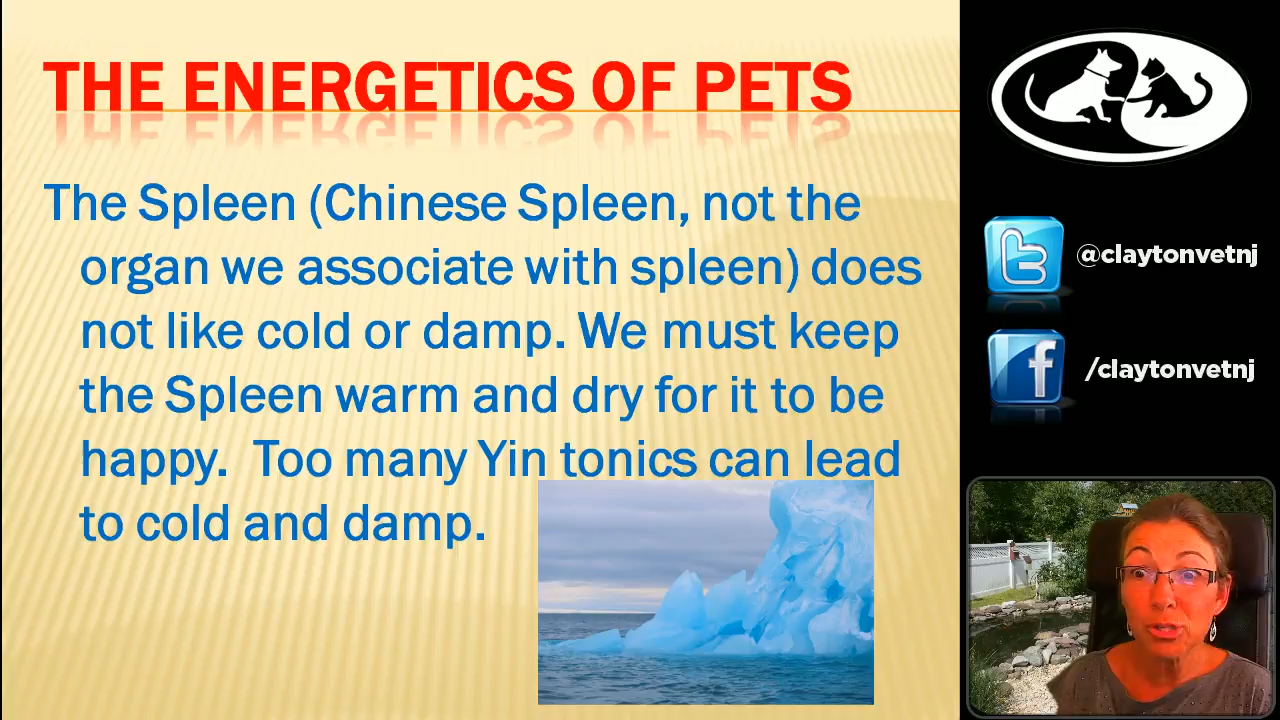 THE ENERGETICS OF PETS
The Spleen (Chinese Spleen, not the
organ we associate with spleen) does
not like cold or damp. We must keep
the Spleen warm and dry for it to be
happy.  Too many Yin tonics can lead
to cold and damp.
@claytonvetnj
/claytonvetnj